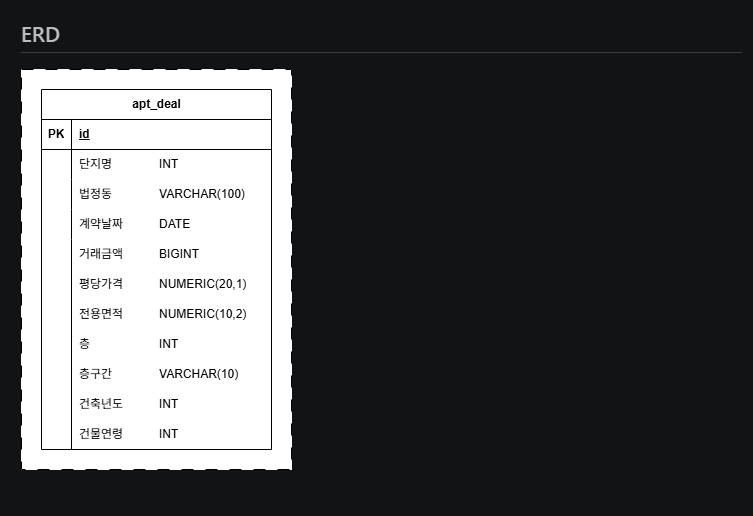 ERD
apt_deal
PK id
단지명 INT
법정동 VARCHAR(100)
계약날짜 DATE
거래금액 BIGINT
평당가격 NUMERIC(20,1)
전용면적 NUMERIC(10,2)
층 INT
층구간 VARCHAR(10)
건축년도 INT
건물연령 INT